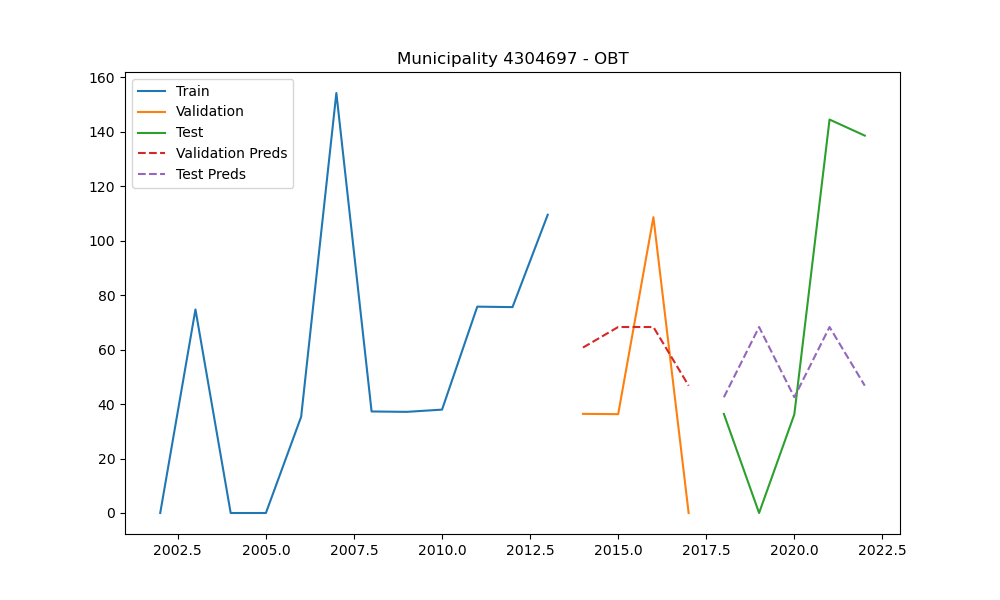 Municipality 4304697 - OBT
160
140
120
100
80
60
40
20
0
Train
Validation
Test
Validation Preds
Test Preds
2002.5 2005.0 2007.5 2010.0 2012.5 2015.0 2017.5 2020.0 2022.5